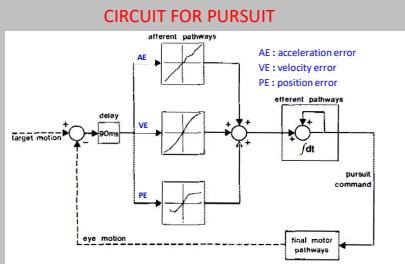 CIRCUIT FOR PURSUIT
afferent pathways
AE
AE : acceleration error
VE : velocity error
PE : position error
efferent pathways
delay
90ms
VE
target motion
∫dt
pursuit
command
PE
eye motion
final motor
pathways
+
−
+
+
+
+
+